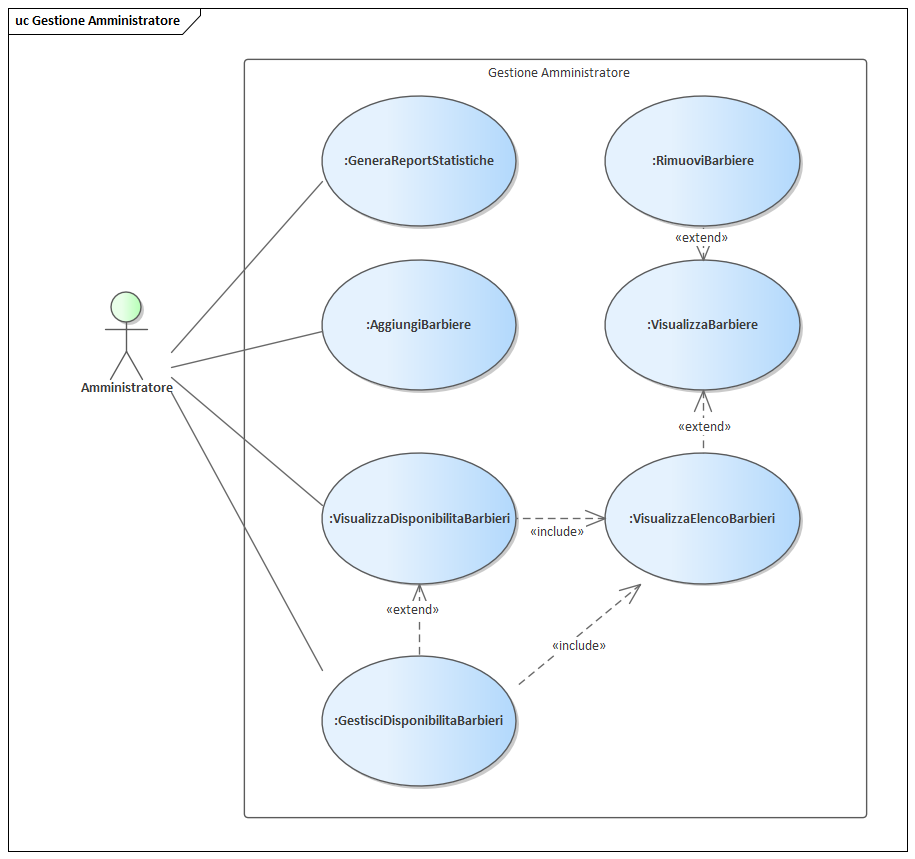 uc Gestione Amministratore
Gestione Amministratore
:GeneraReportStatistiche
:RimuoviBarbiere
«extend»
:AggiungiBarbiere
:VisualizzaBarbiere
Amministratore
«extend»
:VisualizzaDisponibilitaBarbieri
:VisualizzaElencoBarbieri
«include»
«extend»
«include»
:GestisciDisponibilitaBarbieri